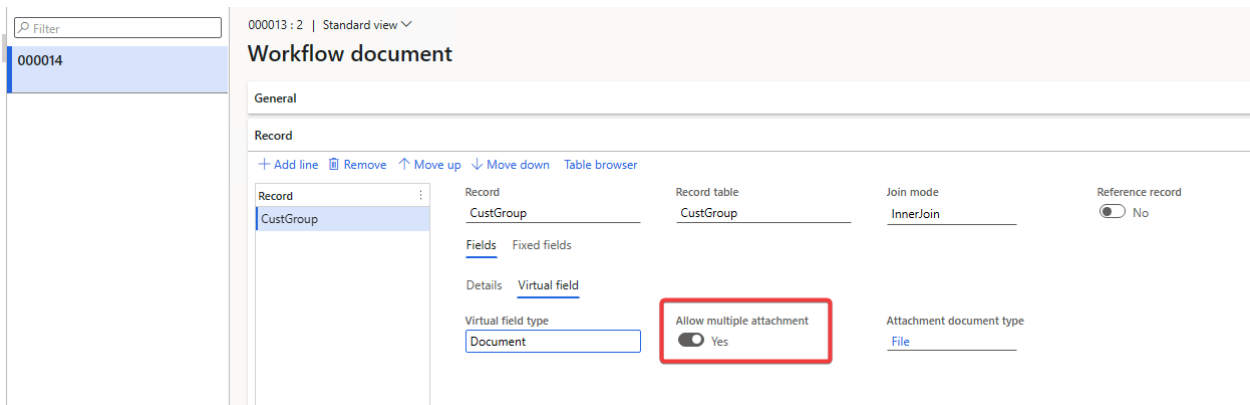 Filter
000014
000013 : 2 | Standard view
Workflow document
General
Record
Add line Remove Move up Move down Table browser
Record
CustGroup
Record Record table Join mode Reference record
CustGroup CustGroup InnerJoin No
Fields Fixed fields
Details Virtual field
Virtual field type Allow multiple attachment Attachment document type
Document Yes File